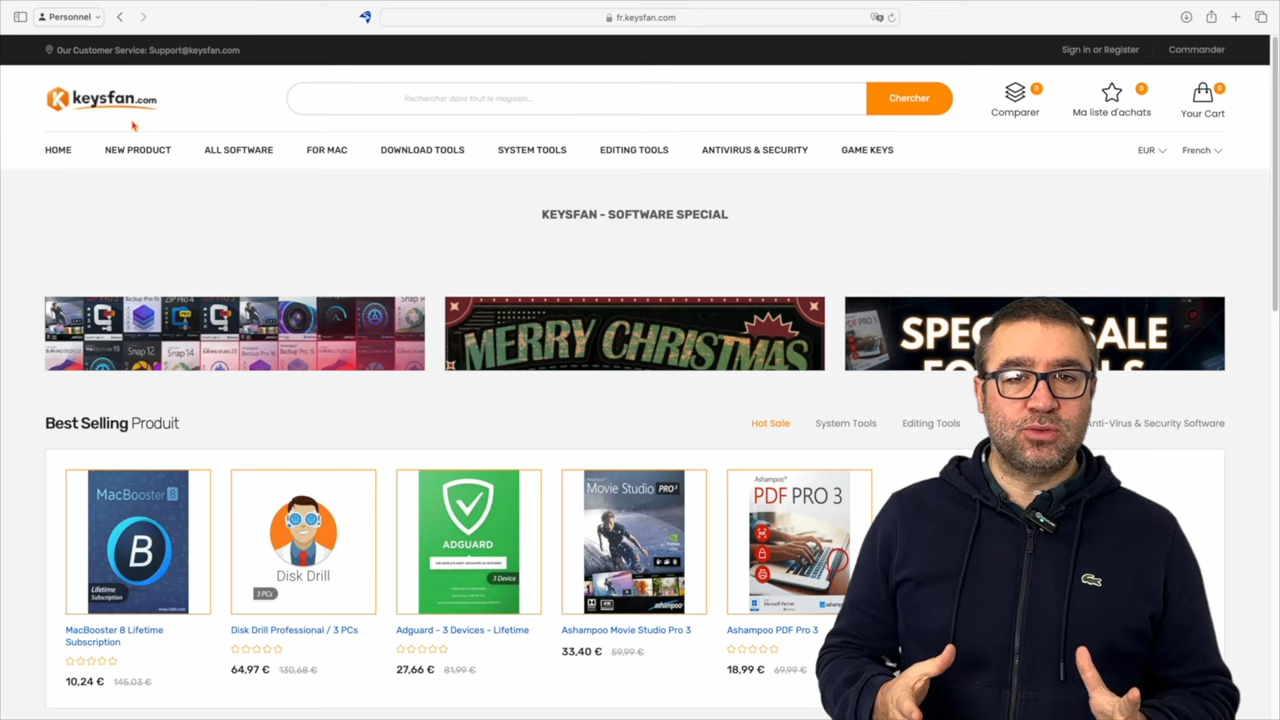 Personnel
fr.keysfan.com
Our Customer Service: Support@keysfan.com
Sign in or Register
Commander
keysfan.com
Rechercher dans tout le magasin...
Chercher
0
Comparer
0
Ma liste d'achats
0
Your Cart
HOME
NEW PRODUCT
ALL SOFTWARE
FOR MAC
DOWNLOAD TOOLS
SYSTEM TOOLS
EDITING TOOLS
ANTIVIRUS & SECURITY
GAME KEYS
EUR
French
KEYSFAN - SOFTWARE SPECIAL
MERRY CHRISTMAS
Best Selling Produit
Hot Sale
System Tools
Editing Tools
Anti-Virus & Security Software
MacBooster 8
B
Lifetime
Subscription
Disk Drill
3 PCs
ADGUARD
3 Device
Movie Studio PRO 3
ashampoo
Ashampoo
PDF PRO 3
MacBooster 8 Lifetime
Subscription
10,24 € 145,03 €
Disk Drill Professional / 3 PCs
64,97 € 130,68 €
Adguard - 3 Devices - Lifetime
27,66 € 81,99 €
Ashampoo Movie Studio Pro 3
33,40 € 59,99 €
Ashampoo PDF Pro 3
18,99 € 69,99 €